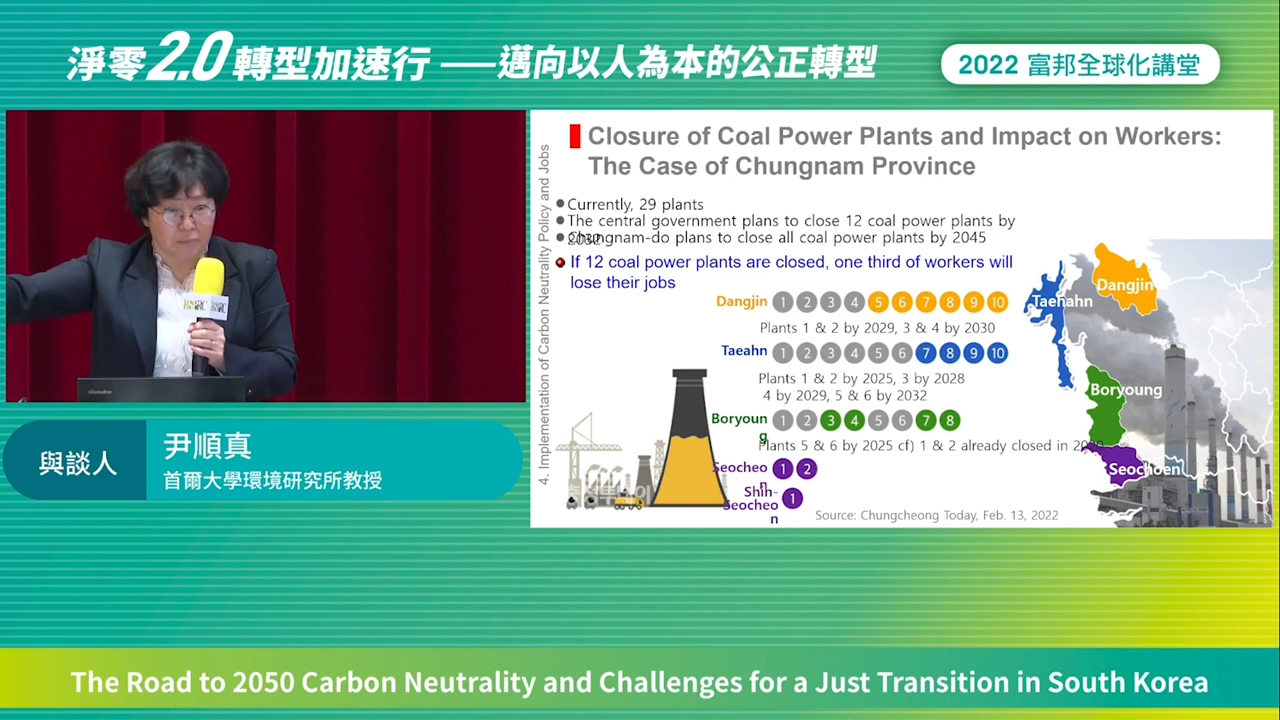 淨零2.0轉型加速行——邁向以人為本的公正轉型
2022 富邦全球化講堂
與談人
尹順真
首爾大學環境研究所教授
4. Implementation of Carbon Neutrality Policy and Jobs
Closure of Coal Power Plants and Impact on Workers:
The Case of Chungnam Province
Currently, 29 plants
The central government plans to close 12 coal power plants by
2032
Chungnam-do plans to close all coal power plants by 2045
If 12 coal power plants are closed, one third of workers will
lose their jobs
Dangjin 1 2 3 4 5 6 7 8 9 10
Plants 1 & 2 by 2029, 3 & 4 by 2030
Taeahn 1 2 3 4 5 6 7 8 9 10
Plants 1 & 2 by 2025, 3 by 2028
4 by 2029, 5 & 6 by 2032
Boryoun
g
1 2 3 4 5 6 7 8
Plants 5 & 6 by 2025 cf) 1 & 2 already closed in
Seocheo
n
1 2
Shin-
Seocheo
n
1
Source: Chungcheong Today, Feb. 13, 2022
Dangjin
Taenahn
Boryoung
Seochoen
The Road to 2050 Carbon Neutrality and Challenges for a Just Transition in South Korea